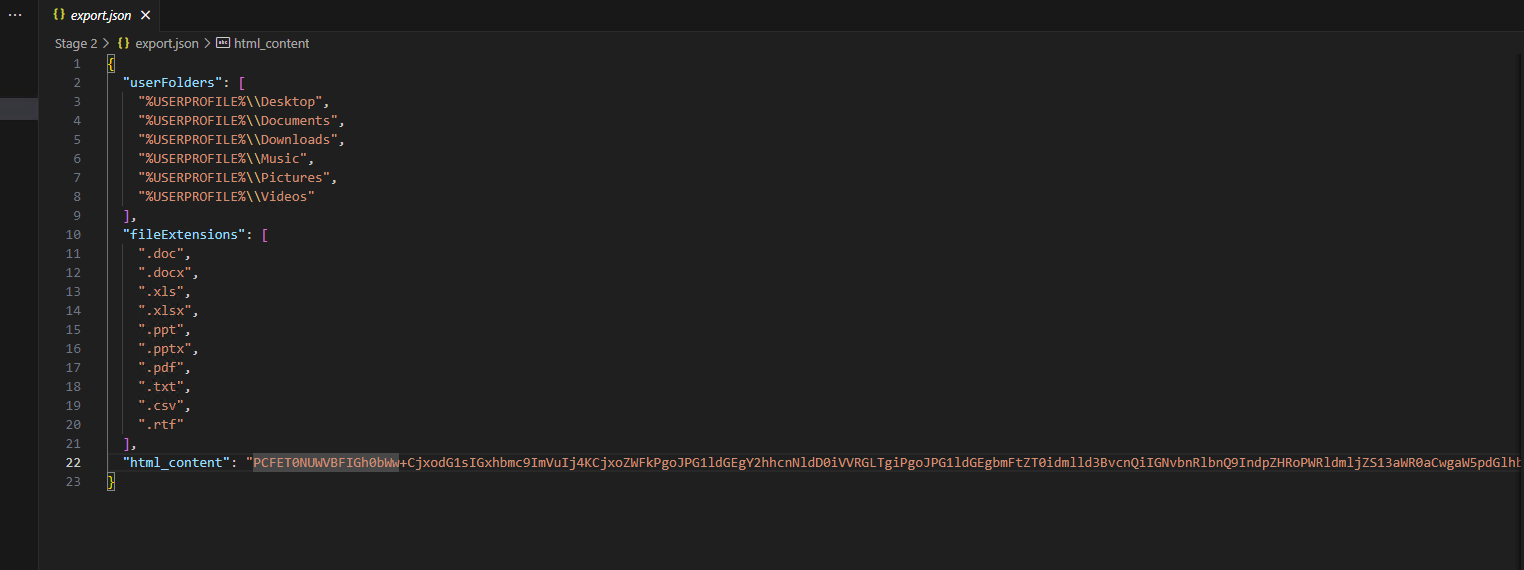 ...
{} export.json ×
Stage 2 > {} export.json > abc html_content
1 {
2 "userFolders": [
3 "%USERPROFILE%\\Desktop",
4 "%USERPROFILE%\\Documents",
5 "%USERPROFILE%\\Downloads",
6 "%USERPROFILE%\\Music",
7 "%USERPROFILE%\\Pictures",
8 "%USERPROFILE%\\Videos"
9 ],
10 "fileExtensions": [
11 ".doc",
12 ".docx",
13 ".xls",
14 ".xlsx",
15 ".ppt",
16 ".pptx",
17 ".pdf",
18 ".txt",
19 ".csv",
20 ".rtf"
21 ],
22 "html_content": "PCFET0NUWVBFIGh0bWw+CjxodG1sIGxhbmc9ImVuIj4KCjxoZWFkPgoJPG1ldGEgY2hhcnNldD0iVVRGLTgiPgoJPG1ldGEgbmFtZT0idmlld3BvcnQiIGNvbnRlbnQ9IndpZHRoPWRldmljZS13aWR0aCwgaW5pdGlhb
23 }